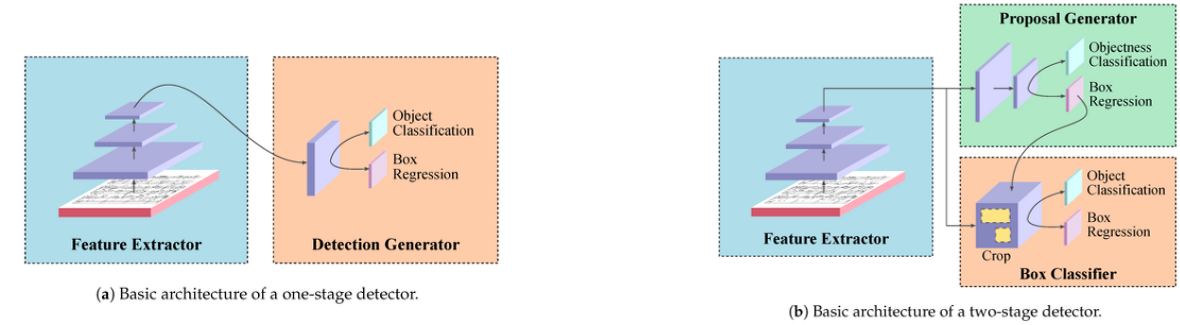 Object
Classification
Box
Regression
Feature Extractor
Detection Generator
(a) Basic architecture of a one-stage detector.
Proposal Generator
Objectness
Classification
Box
Regression
Feature Extractor
Object
Classification
Box
Regression
Crop
Box Classifier
(b) Basic architecture of a two-stage detector.